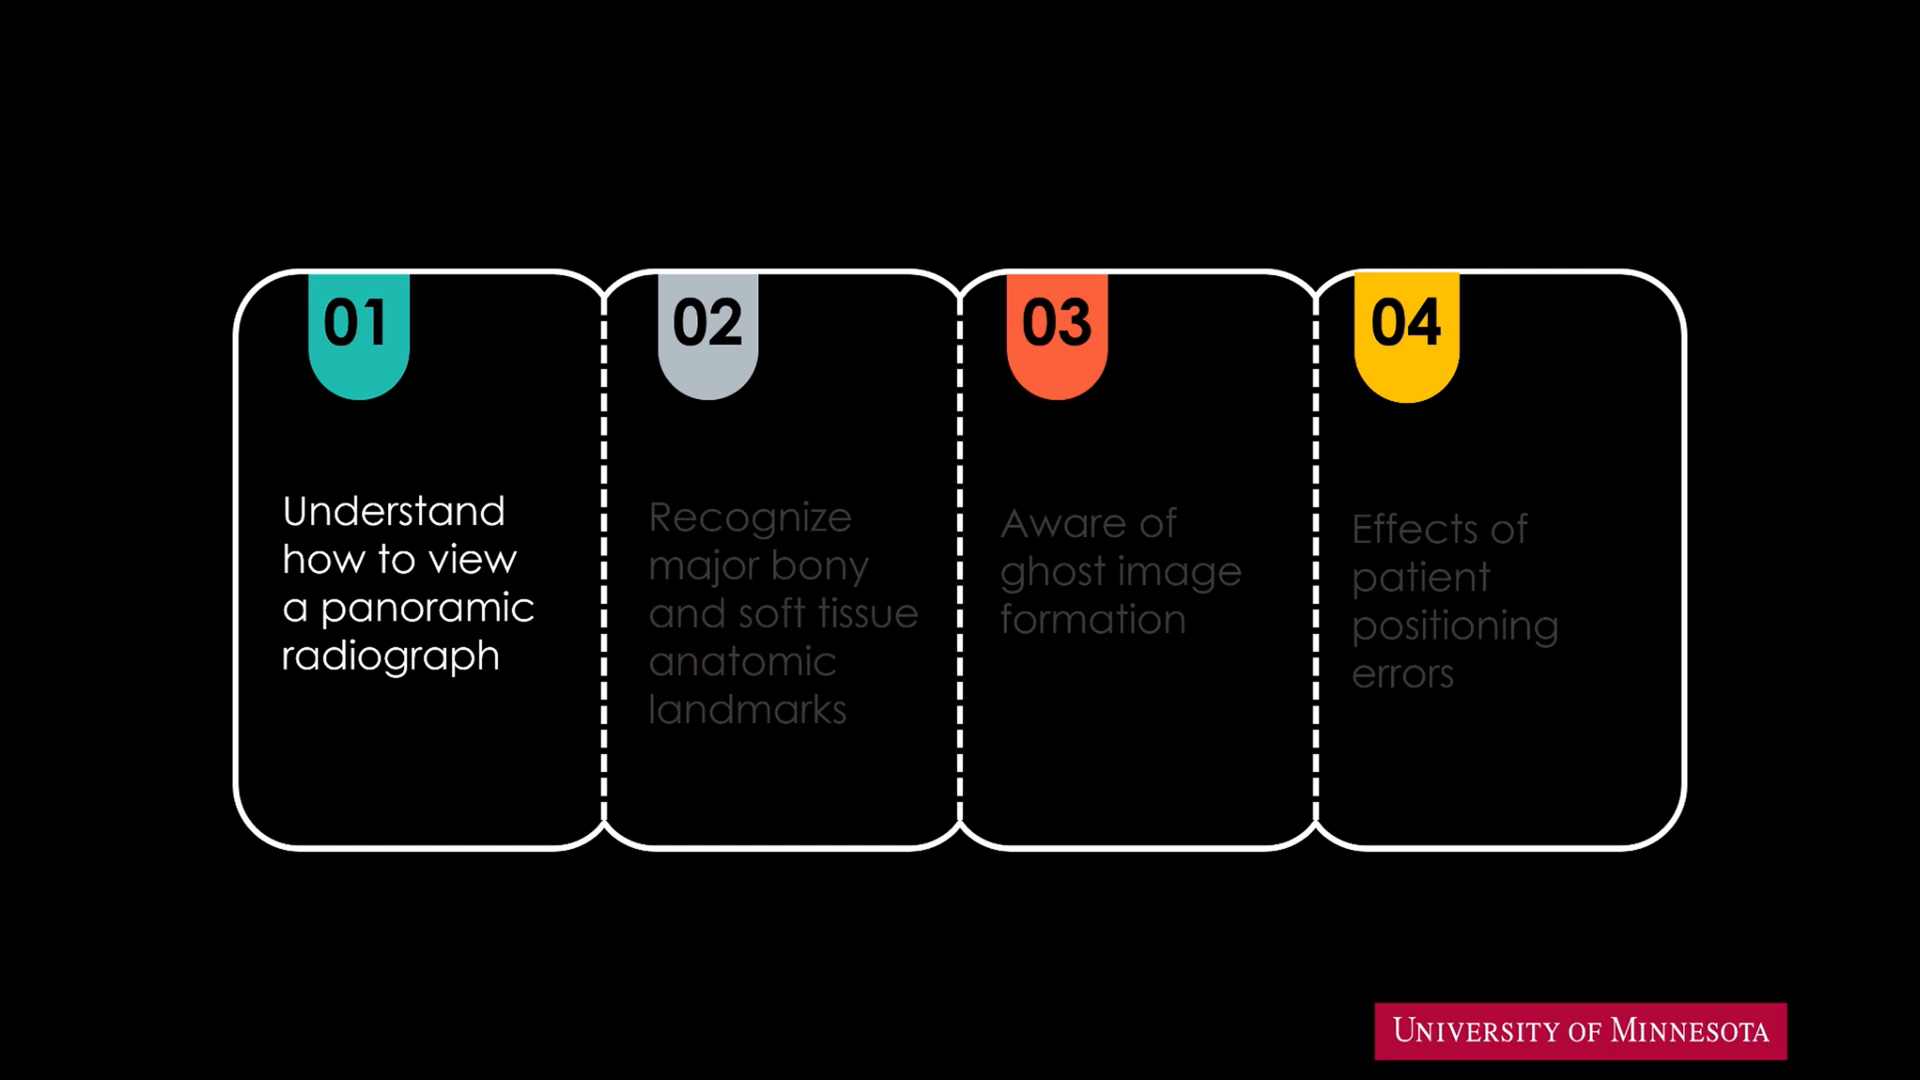 01
Understand
how to view
a panoramic
radiograph
02
Recognize
major bony
and soft tissue
anatomic
landmarks
03
Aware of
ghost image
formation
04
Effects of
patient
positioning
errors
UNIVERSITY OF MINNESOTA